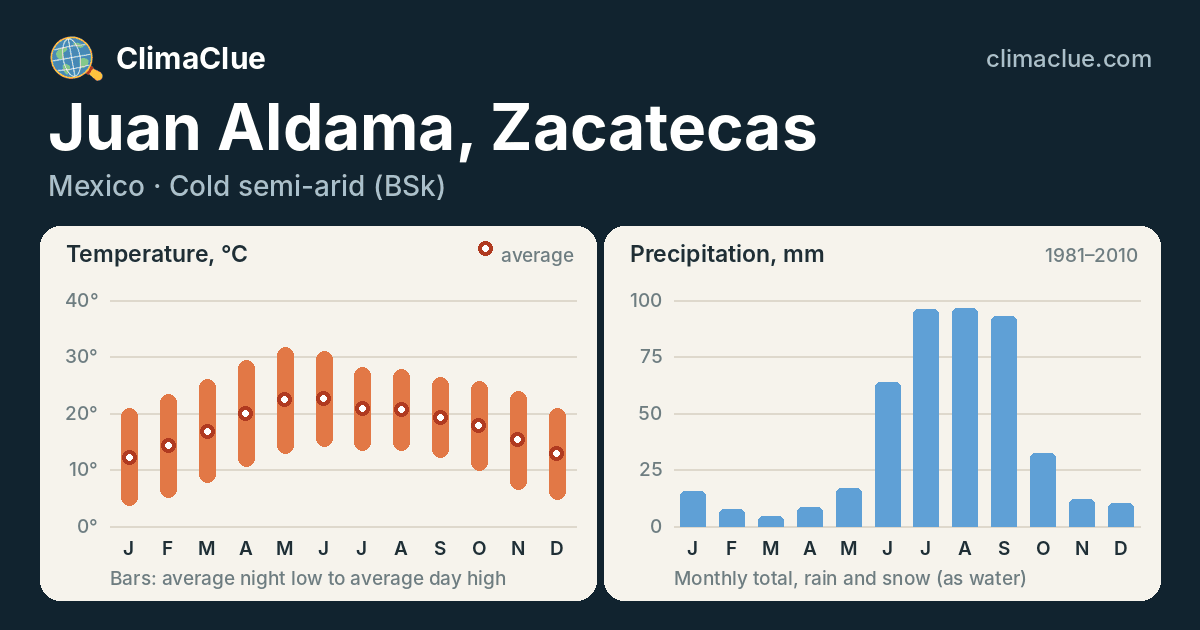 ClimaClue
climaclue.com
Juan Aldama, Zacatecas
Mexico · Cold semi-arid (BSk)
Temperature, °C
average
40°
30°
20°
10°
0°
J F M A M J J A S O N D
Bars: average night low to average day high
Precipitation, mm
1981–2010
100
75
50
25
0
J F M A M J J A S O N D
Monthly total, rain and snow (as water)